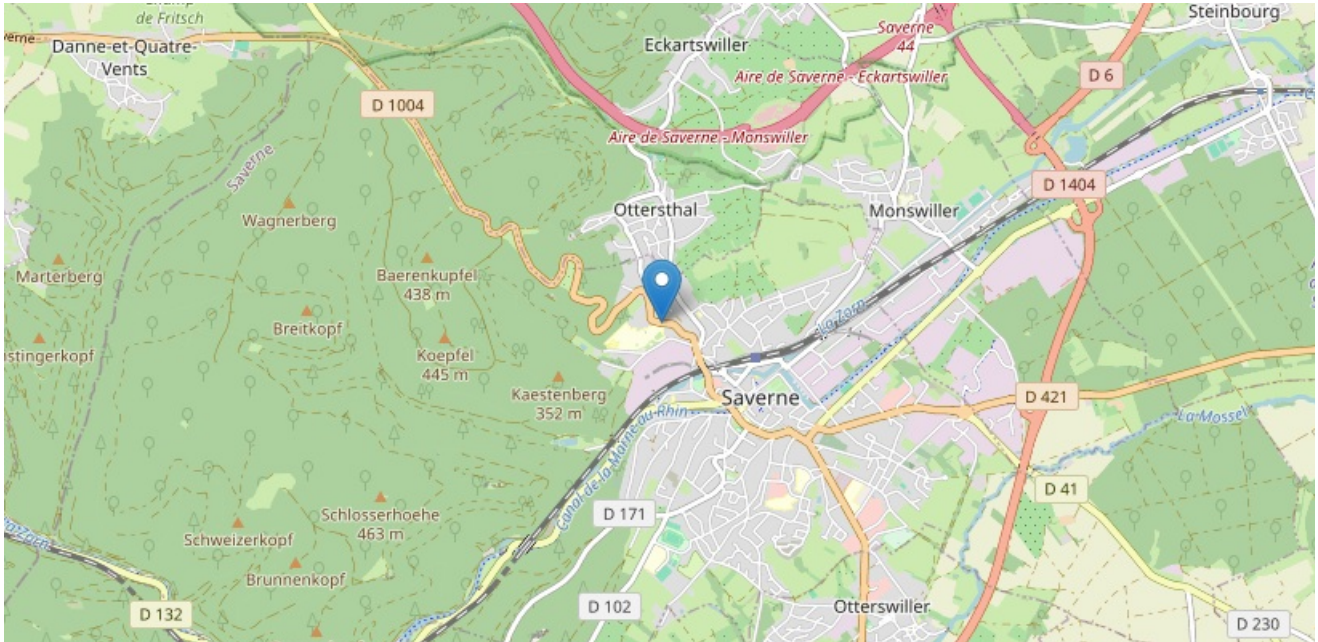 de Fritsch
Saverne
44
Steinbourg
Danne-et-Quatre-
Vents
Eckartswiller
Aire de Saverne - Eckartswiller
D 6
D 1004
Aire de Saverne - Monswiller
Saverne
D 1404
Wagnerberg
Ottersthal
Monswiller
Marterberg
Baerenkupfel
438 m
Breitkopf
La Zorn
Koepfel
445 m
Kaestenberg
352 m
Saverne
D 421
La Mossel
Canal de la Marne au Rhin
D 41
Schlosserhoehe
463 m
D 171
Schweizerkopf
Brunnenkopf
D 132
D 102
Otterswiller
D 230